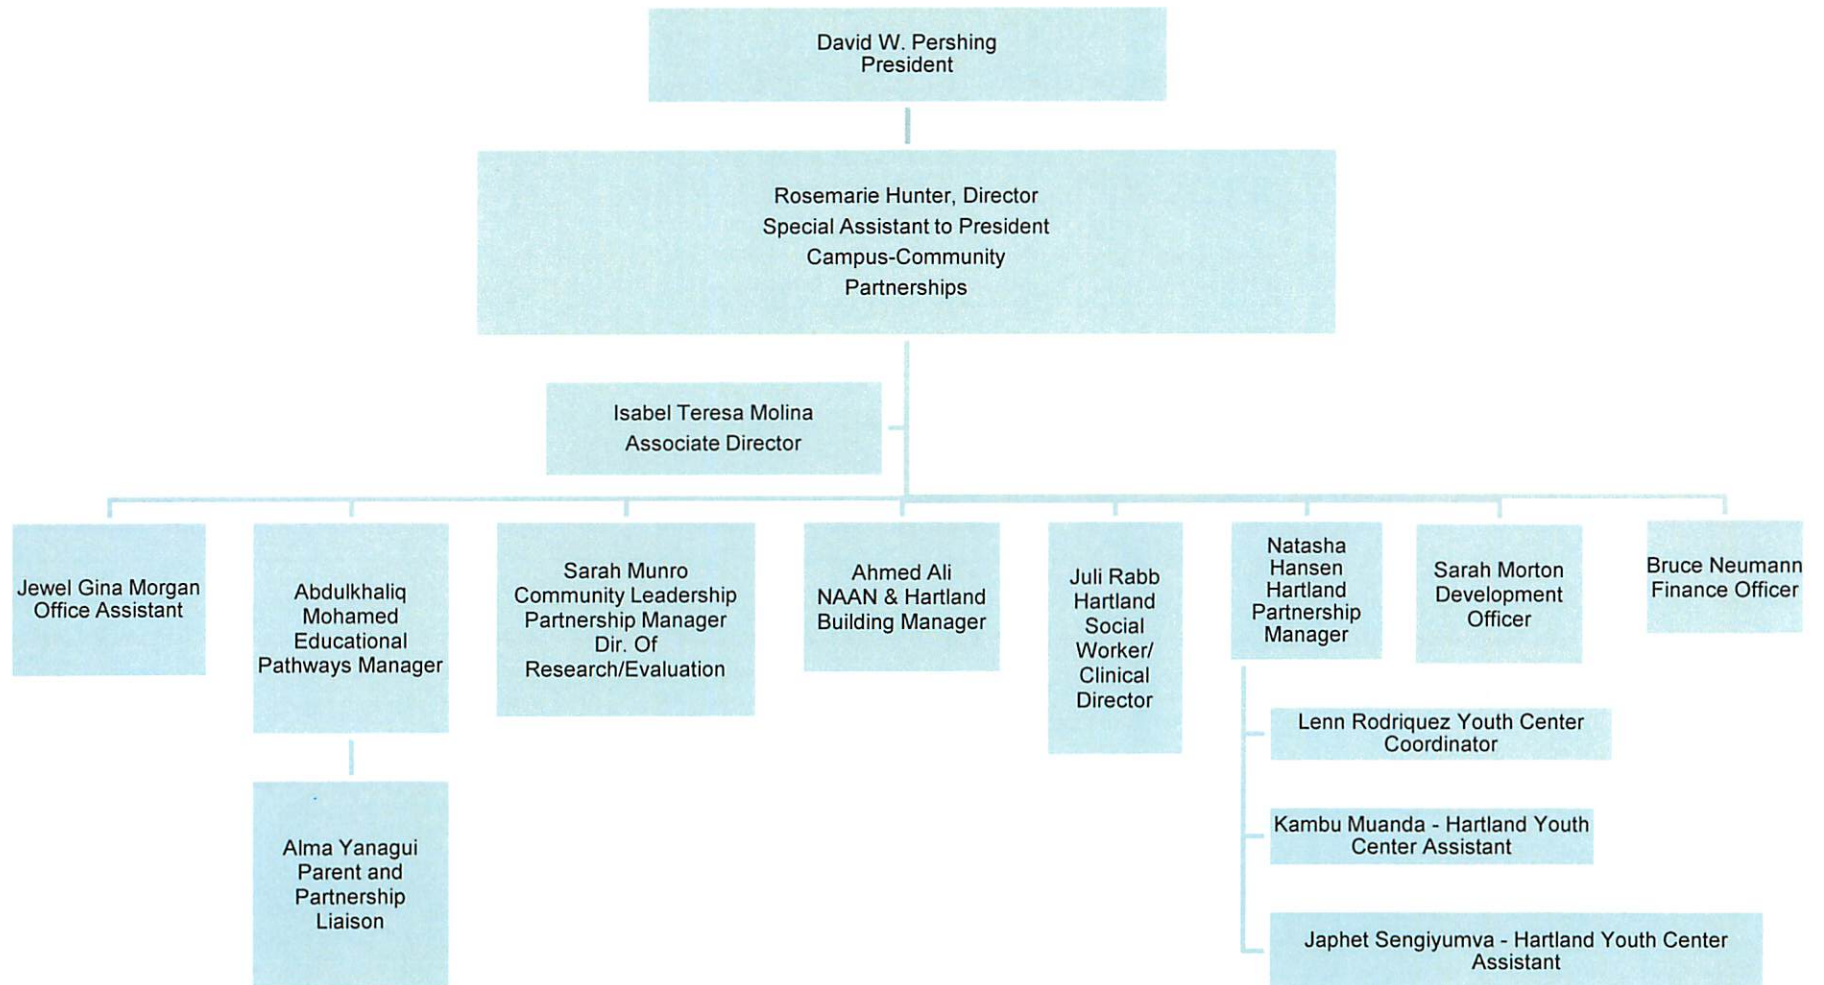 David W. Pershing
President
Rosemarie Hunter, Director
Special Assistant to President
Campus-Community
Partnerships
Isabel Teresa Molina
Associate Director
Jewel Gina Morgan
Office Assistant
Abdulkhaliq
Mohamed
Educational
Pathways Manager
Sarah Munro
Community Leadership
Partnership Manager
Dir. Of
Research/Evaluation
Ahmed Ali
NAAN & Hartland
Building Manager
Juli Rabb
Hartland
Social
Worker/
Clinical
Director
Natasha
Hansen
Hartland
Partnership
Manager
Sarah Morton
Development
Officer
Bruce Neumann
Finance Officer
Alma Yanagui
Parent and
Partnership
Liaison
Lenn Rodriquez Youth Center
Coordinator
Kambu Muanda - Hartland Youth
Center Assistant
Japhet Sengiyumva - Hartland Youth Center
Assistant